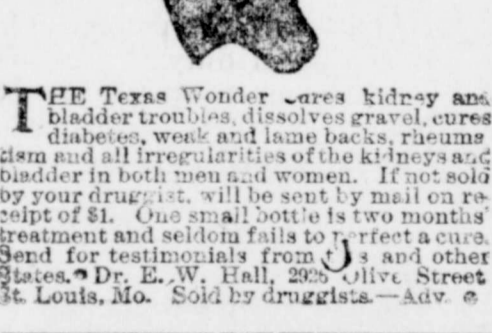 THE Texas Wonder cures kidney and
bladder troubles, dissolves gravel, cures
diabetes, weak and lame backs, rheuma
tism and all irregularities of the kidneys and
bladder in both men and women. If not sold
by your druggist, will be sent by mail on re-
ceipt of $1. One small bottle is two months'
treatment and seldom fails to perfect a cure.
Send for testimonials from and other
States. Dr. E. W. Hall, 2926 Olive Street
St. Louis, Mo. Sold by druggists.—Adv